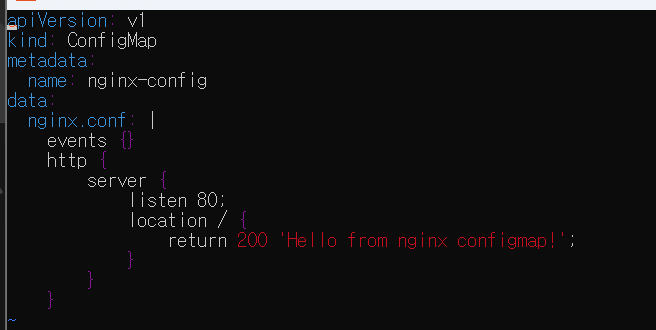 apiVersion: v1
kind: ConfigMap
metadata:
  name: nginx-config
data:
  nginx.conf: |
    events {}
    http {
        server {
            listen 80;
            location / {
                return 200 'Hello from nginx configmap!';
            }
        }
    }
~